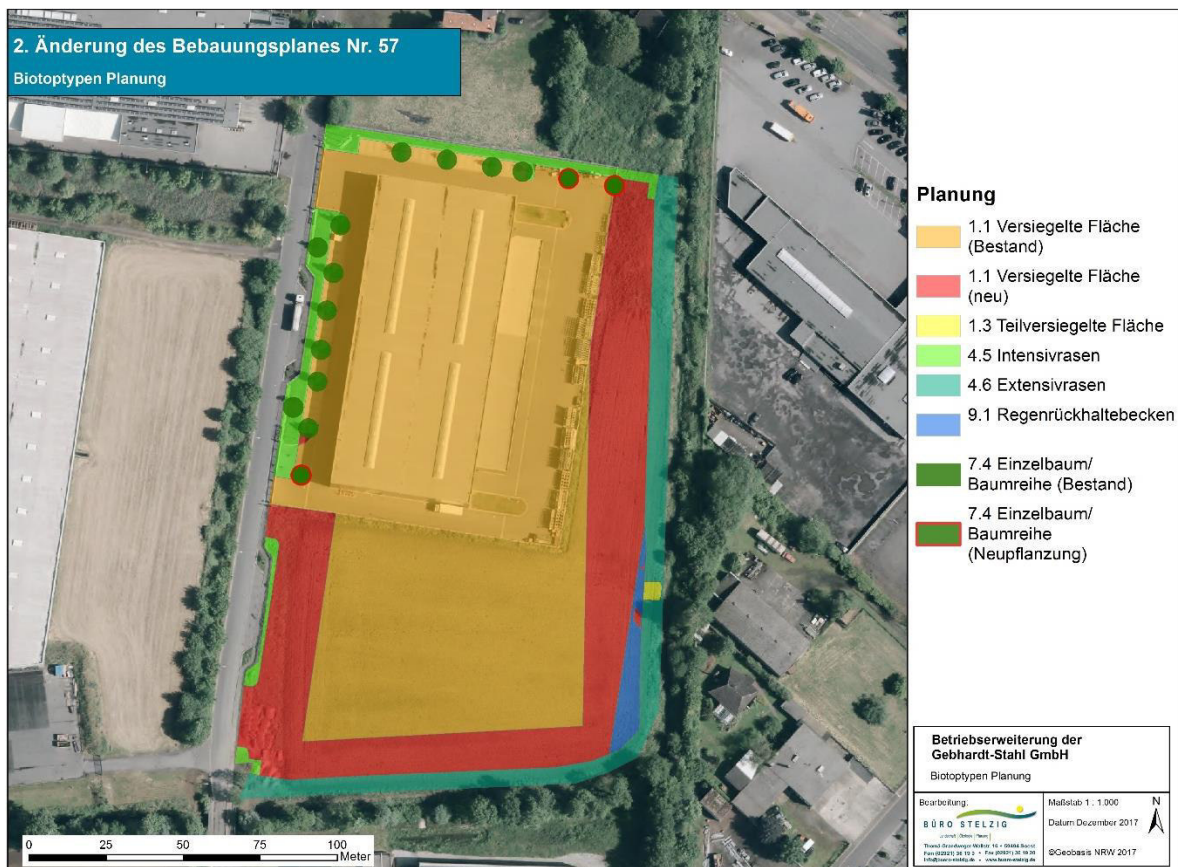 2. Änderung des Bebauungsplanes Nr. 57
Biotoptypen Planung
Planung
1.1 Versiegelte Fläche
(Bestand)
1.1 Versiegelte Fläche
(neu)
1.3 Teilversiegelte Fläche
4.5 Intensivrasen
4.6 Extensivrasen
9.1 Regenrückhaltebecken
7.4 Einzelbaum/
Baumreihe (Bestand)
7.4 Einzelbaum/
Baumreihe
(Neupflanzung)
0 25 50 75 100
Meter
Betriebserweiterung der
Gebhardt-Stahl GmbH
Biotoptypen Planung
Bearbeitung:
BÜRO STELZIG
Landschaft | Ökologie | Planung |
Maßstab 1 : 1.000
Datum Dezember 2017
N
©Geobasis NRW 2017